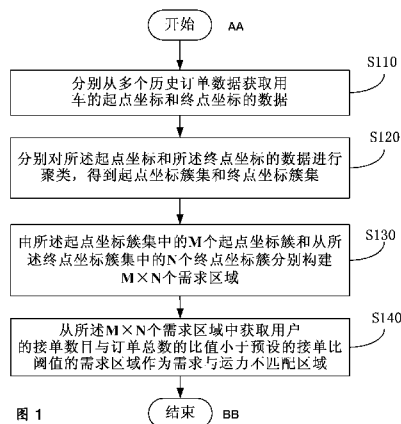 开始 AA
S110
分别从多个历史订单数据获取用
车的起点坐标和终点坐标的数据
S120
分别对所述起点坐标和所述终点坐标的数据进行
聚类，得到起点坐标簇集和终点坐标簇集
S130
由所述起点坐标簇集中的M个起点坐标簇和从所
述终点坐标簇集中的N个终点坐标簇分别构建
M×N个需求区域
S140
从所述M×N个需求区域中获取用户
的接单数目与订单总数的比值小于预设的接单比
阈值的需求区域作为需求与运力不匹配区域
结束 BB
图 1